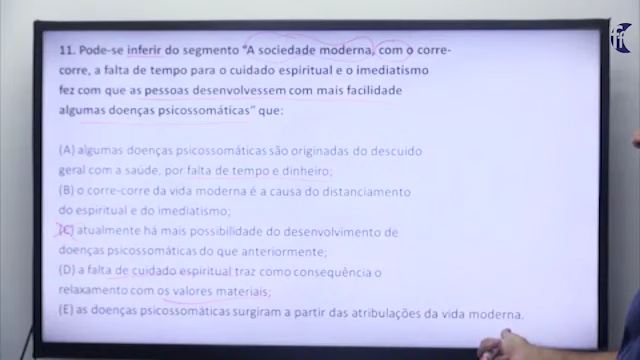 11. Pode-se inferir do segmento "A sociedade moderna, com o corre-
corre, a falta de tempo para o cuidado espiritual e o imediatismo
fez com que as pessoas desenvolvessem com mais facilidade
algumas doenças psicossomáticas" que:
(A) algumas doenças psicossomáticas são originadas do descuido
geral com a saúde, por falta de tempo e dinheiro;
(B) o corre-corre da vida moderna é a causa do distanciamento
do espiritual e do imediatismo;
(C) atualmente há mais possibilidade do desenvolvimento de
doenças psicossomáticas do que anteriormente;
(D) a falta de cuidado espiritual traz como consequência o
relaxamento com os valores materiais;
(E) as doenças psicossomáticas surgiram a partir das atribulações da vida moderna.